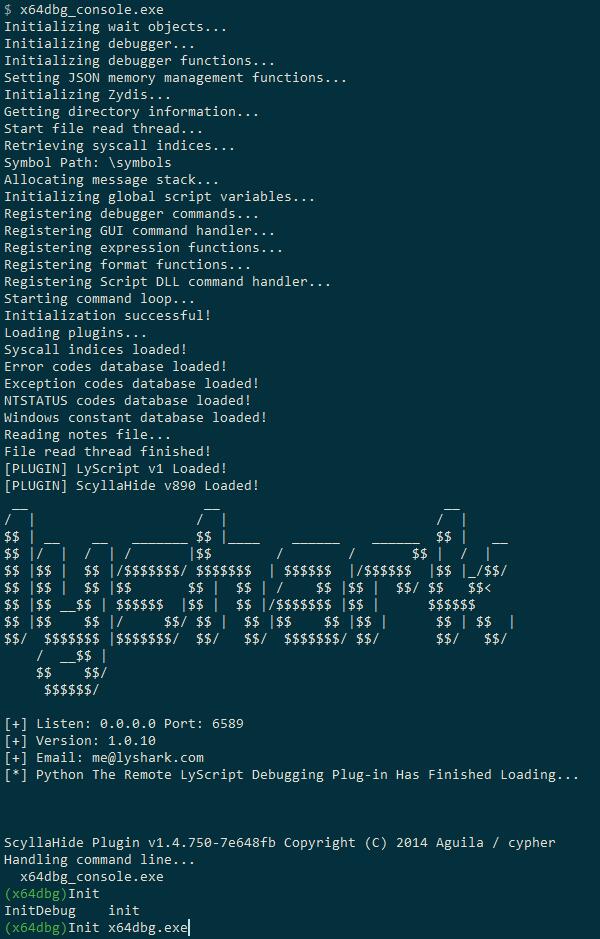 $ x64dbg_console.exe
Initializing wait objects...
Initializing debugger...
Initializing debugger functions...
Setting JSON memory management functions...
Initializing Zydis...
Getting directory information...
Start file read thread...
Retrieving syscall indices...
Symbol Path: \symbols
Allocating message stack...
Initializing global script variables...
Registering debugger commands...
Registering GUI command handler...
Registering expression functions...
Registering format functions...
Registering Script DLL command handler...
Starting command loop...
Initialization successful!
Loading plugins...
Syscall indices loaded!
Error codes database loaded!
Exception codes database loaded!
NTSTATUS codes database loaded!
Windows constant database loaded!
Reading notes file...
File read thread finished!
[PLUGIN] LyScript v1 Loaded!
[PLUGIN] ScyllaHide v890 Loaded!
lyshark
[+] Listen: 0.0.0.0 Port: 6589
[+] Version: 1.0.10
[+] Email: me@lyshark.com
[*] Python The Remote LyScript Debugging Plug-in Has Finished Loading...
ScyllaHide Plugin v1.4.750-7e648fb Copyright (C) 2014 Aguila / cypher
Handling command line...
  x64dbg_console.exe
(x64dbg)Init
InitDebug    init
(x64dbg)Init x64dbg.exe